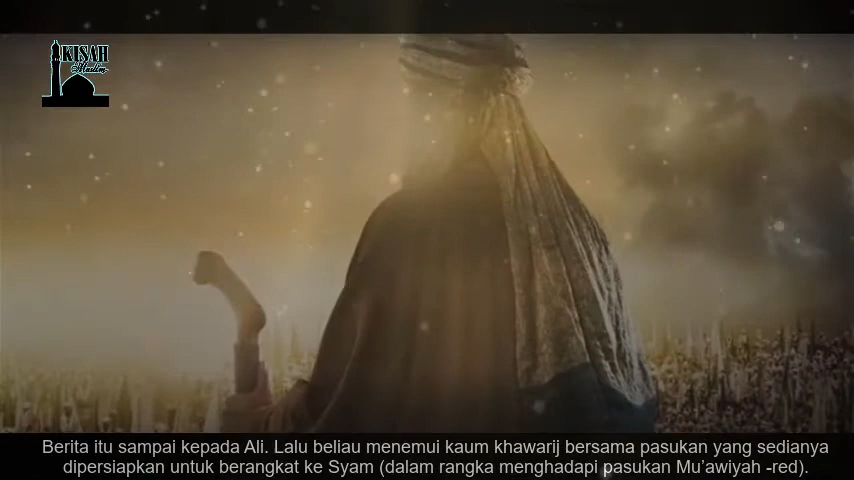 KISAH
Muslim
Berita itu sampai kepada Ali. Lalu beliau menemui kaum khawarij bersama pasukan yang sedianya
dipersiapkan untuk berangkat ke Syam (dalam rangka menghadapi pasukan Mu’awiyah -red).